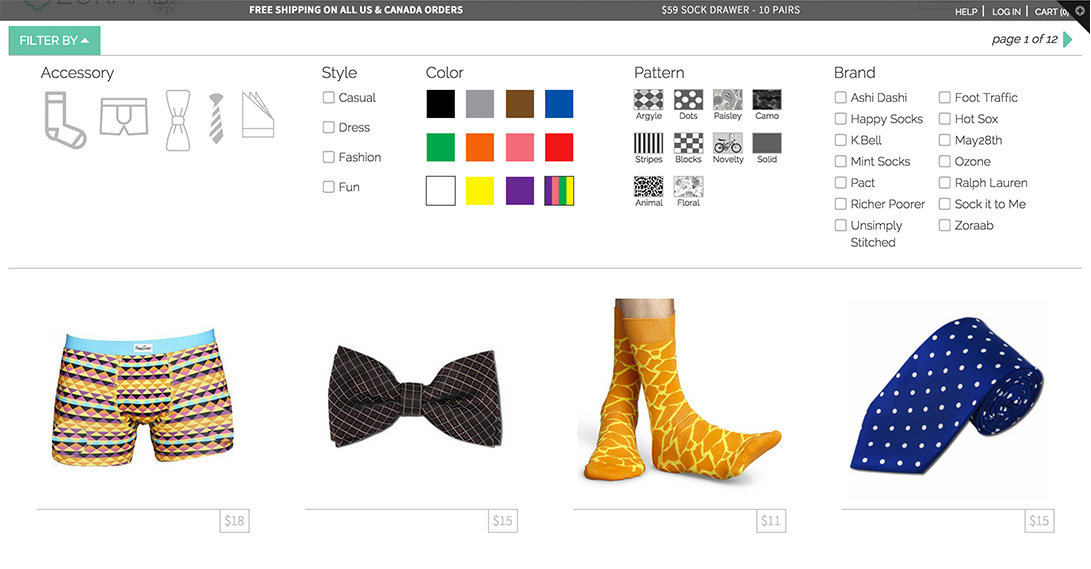 ZORAAB
FREE SHIPPING ON ALL US & CANADA ORDERS
$59 SOCK DRAWER - 10 PAIRS
HELP
LOG IN
CART (0)
FILTER BY
page 1 of 12
Accessory
Style
Casual
Dress
Fashion
Fun
Color
Pattern
Argyle
Dots
Paisley
Camo
Stripes
Blocks
Novelty
Solid
Animal
Floral
Brand
Ashi Dashi
Happy Socks
K.Bell
Mint Socks
Pact
Richer Poorer
Unsimply
Stitched
Foot Traffic
Hot Sox
May28th
Ozone
Ralph Lauren
Sock it to Me
Zoraab
$18
$15
$11
$15